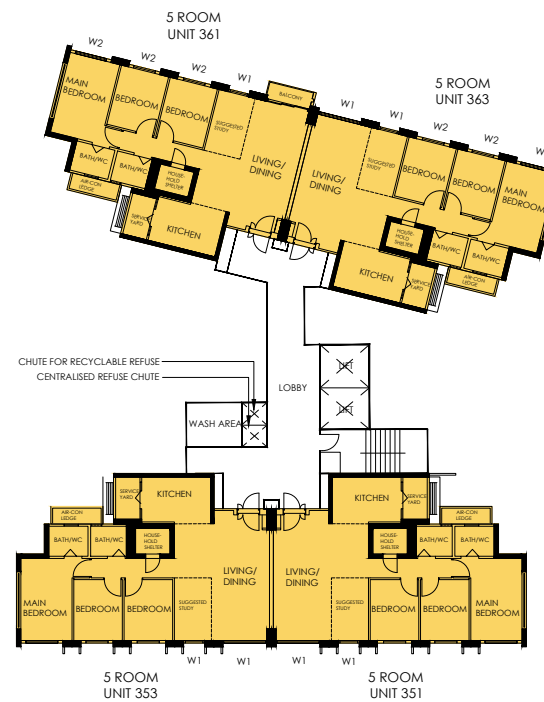 5 ROOM
UNIT 361
W2
W2
W2
W1
BALCONY
MAIN
BEDROOM
BEDROOM
BEDROOM
SUGGESTED
STUDY
LIVING/
DINING
BATH/WC
BATH/WC
HOUSE-
HOLD
SHELTER
AIR-CON
LEDGE
SERVICE
YARD
KITCHEN
5 ROOM
UNIT 363
W1
W1
W2
W2
LIVING/
DINING
SUGGESTED
STUDY
BEDROOM
BEDROOM
MAIN
BEDROOM
HOUSE-
HOLD
SHELTER
BATH/WC
BATH/WC
KITCHEN
SERVICE
YARD
AIR-CON
LEDGE
CHUTE FOR RECYCLABLE REFUSE
CENTRALISED REFUSE CHUTE
LOBBY
LIFT
LIFT
WASH AREA
KITCHEN
SERVICE
YARD
AIR-CON
LEDGE
BATH/WC
BATH/WC
HOUSE-
HOLD
SHELTER
LIVING/
DINING
MAIN
BEDROOM
BEDROOM
BEDROOM
SUGGESTED
STUDY
W1
W1
5 ROOM
UNIT 353
KITCHEN
SERVICE
YARD
AIR-CON
LEDGE
HOUSE-
HOLD
SHELTER
BATH/WC
BATH/WC
LIVING/
DINING
SUGGESTED
STUDY
BEDROOM
BEDROOM
MAIN
BEDROOM
W1
W1
5 ROOM
UNIT 351